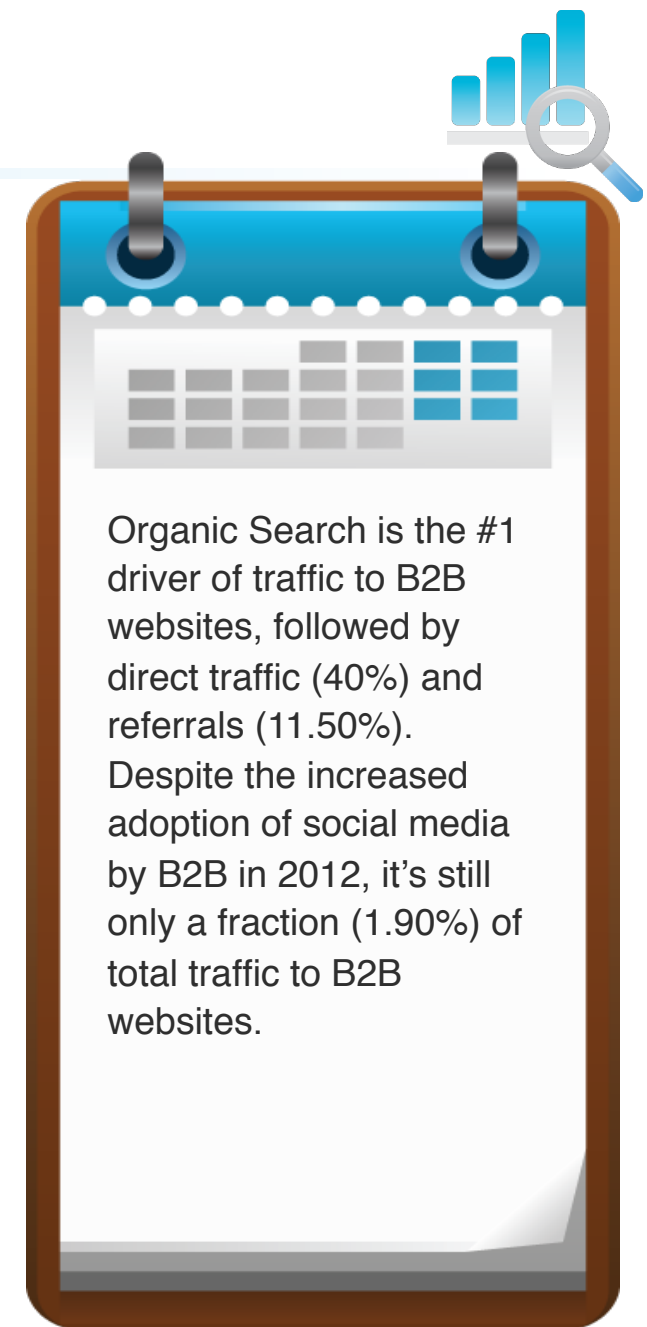 Organic Search is the #1
driver of traffic to B2B
websites, followed by
direct traffic (40%) and
referrals (11.50%).
Despite the increased
adoption of social media
by B2B in 2012, it’s still
only a fraction (1.90%) of
total traffic to B2B
websites.